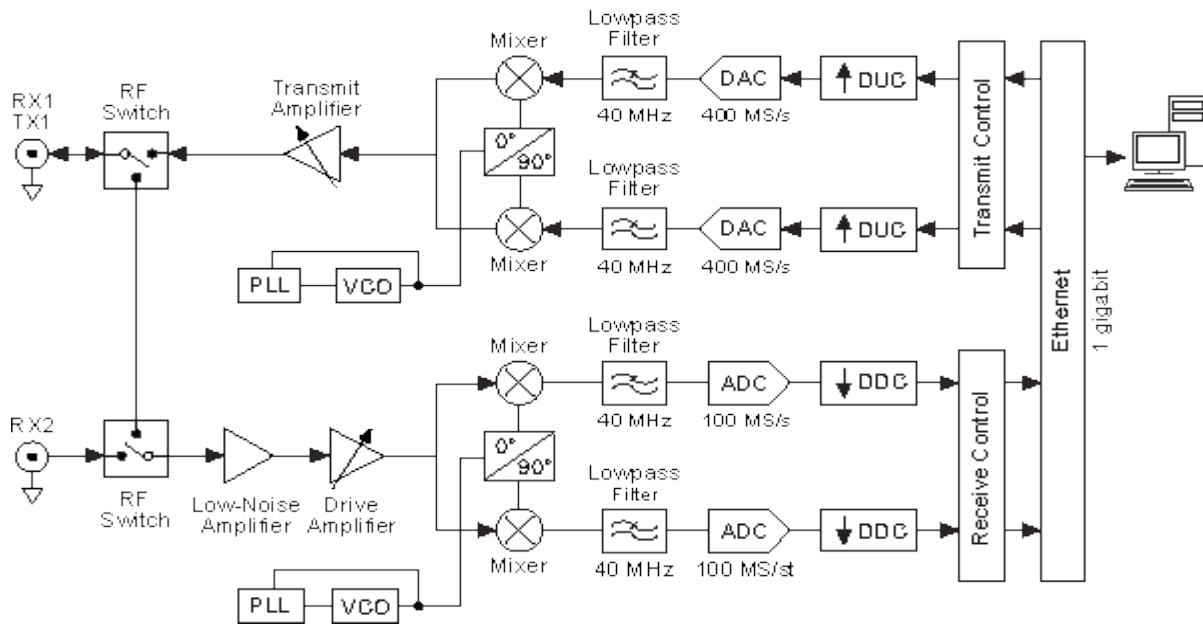 Lowpass
Filter
Mixer
40 MHz
DAC
400 MS/s
DUC
RX1
TX1
RF
Switch
Transmit
Amplifier
0°
90°
Lowpass
Filter
40 MHz
DAC
400 MS/s
DUC
Mixer
PLL
VCO
Transmit Control
Ethernet
1 gigabit
Mixer
Lowpass
Filter
40 MHz
ADC
100 MS/s
DDC
RX2
RF
Switch
Low-Noise
Amplifier
Drive
Amplifier
0°
90°
Lowpass
Filter
Mixer
40 MHz
ADC
100 MS/st
DDC
PLL
VCO
Receive Control